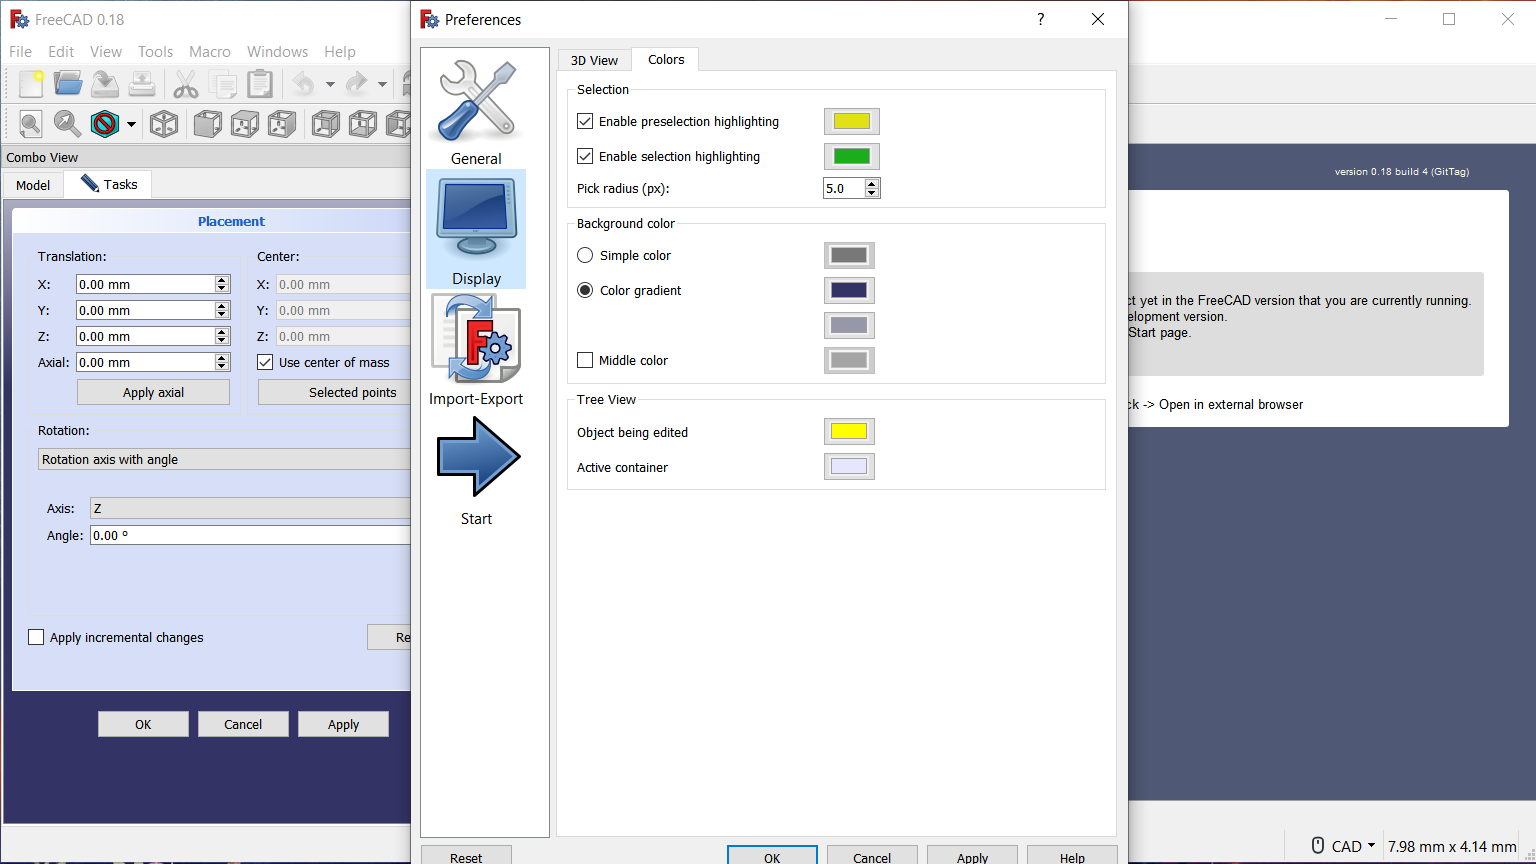 FreeCAD 0.18
File Edit View Tools Macro Windows Help
Combo View
Model Tasks
Placement
Translation:
X: 0.00 mm
Y: 0.00 mm
Z: 0.00 mm
Axial: 0.00 mm
Apply axial
Center:
X: 0.00 mm
Y: 0.00 mm
Z: 0.00 mm
Use center of mass
Selected points
Rotation:
Rotation axis with angle
Axis: Z
Angle: 0.00 °
Apply incremental changes
Re
OK Cancel Apply
Preferences
?
General
Display
Import-Export
Start
3D View Colors
Selection
Enable preselection highlighting
Enable selection highlighting
Pick radius (px): 5.0
Background color
Simple color
Color gradient
Middle color
Tree View
Object being edited
Active container
Reset OK Cancel Apply Help
version 0.18 build 4 (GitTag)
ct yet in the FreeCAD version that you are currently running.
elopment version.
Start page.
ck -> Open in external browser
CAD 7.98 mm x 4.14 mm